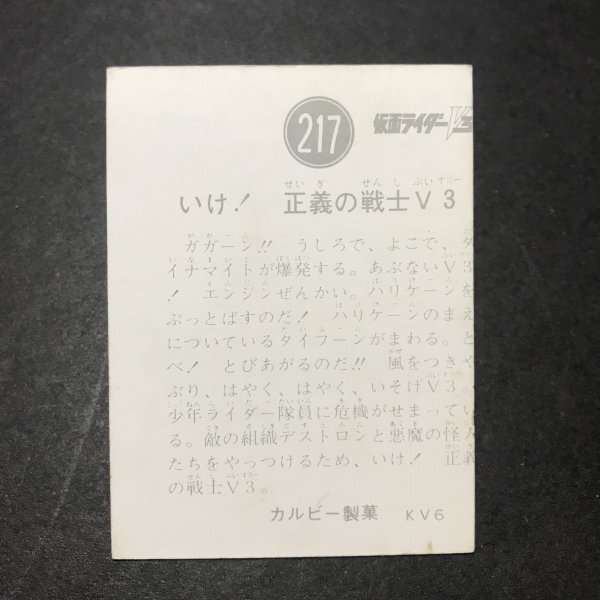 217
仮面ライダーV3
いけ! 正義の戦士V3
ガガーン!! うしろで、よこで、ダ
イナマイトが爆発する。あぶないV3
! エンジンぜんかい。ハリケーンを
ぶっとばすのだ! ハリケーンのまえ
についているタイフーンがまわる。と
べ! とびあがるのだ!! 風をつきや
ぶり、はやく、はやく、いそげV3。
少年ライダー隊員に危機がせまってい
る。敵の組織デストロンと悪魔の怪人
たちをやっつけるため、いけ! 正義
の戦士V3。
カルビー製菓 KV6